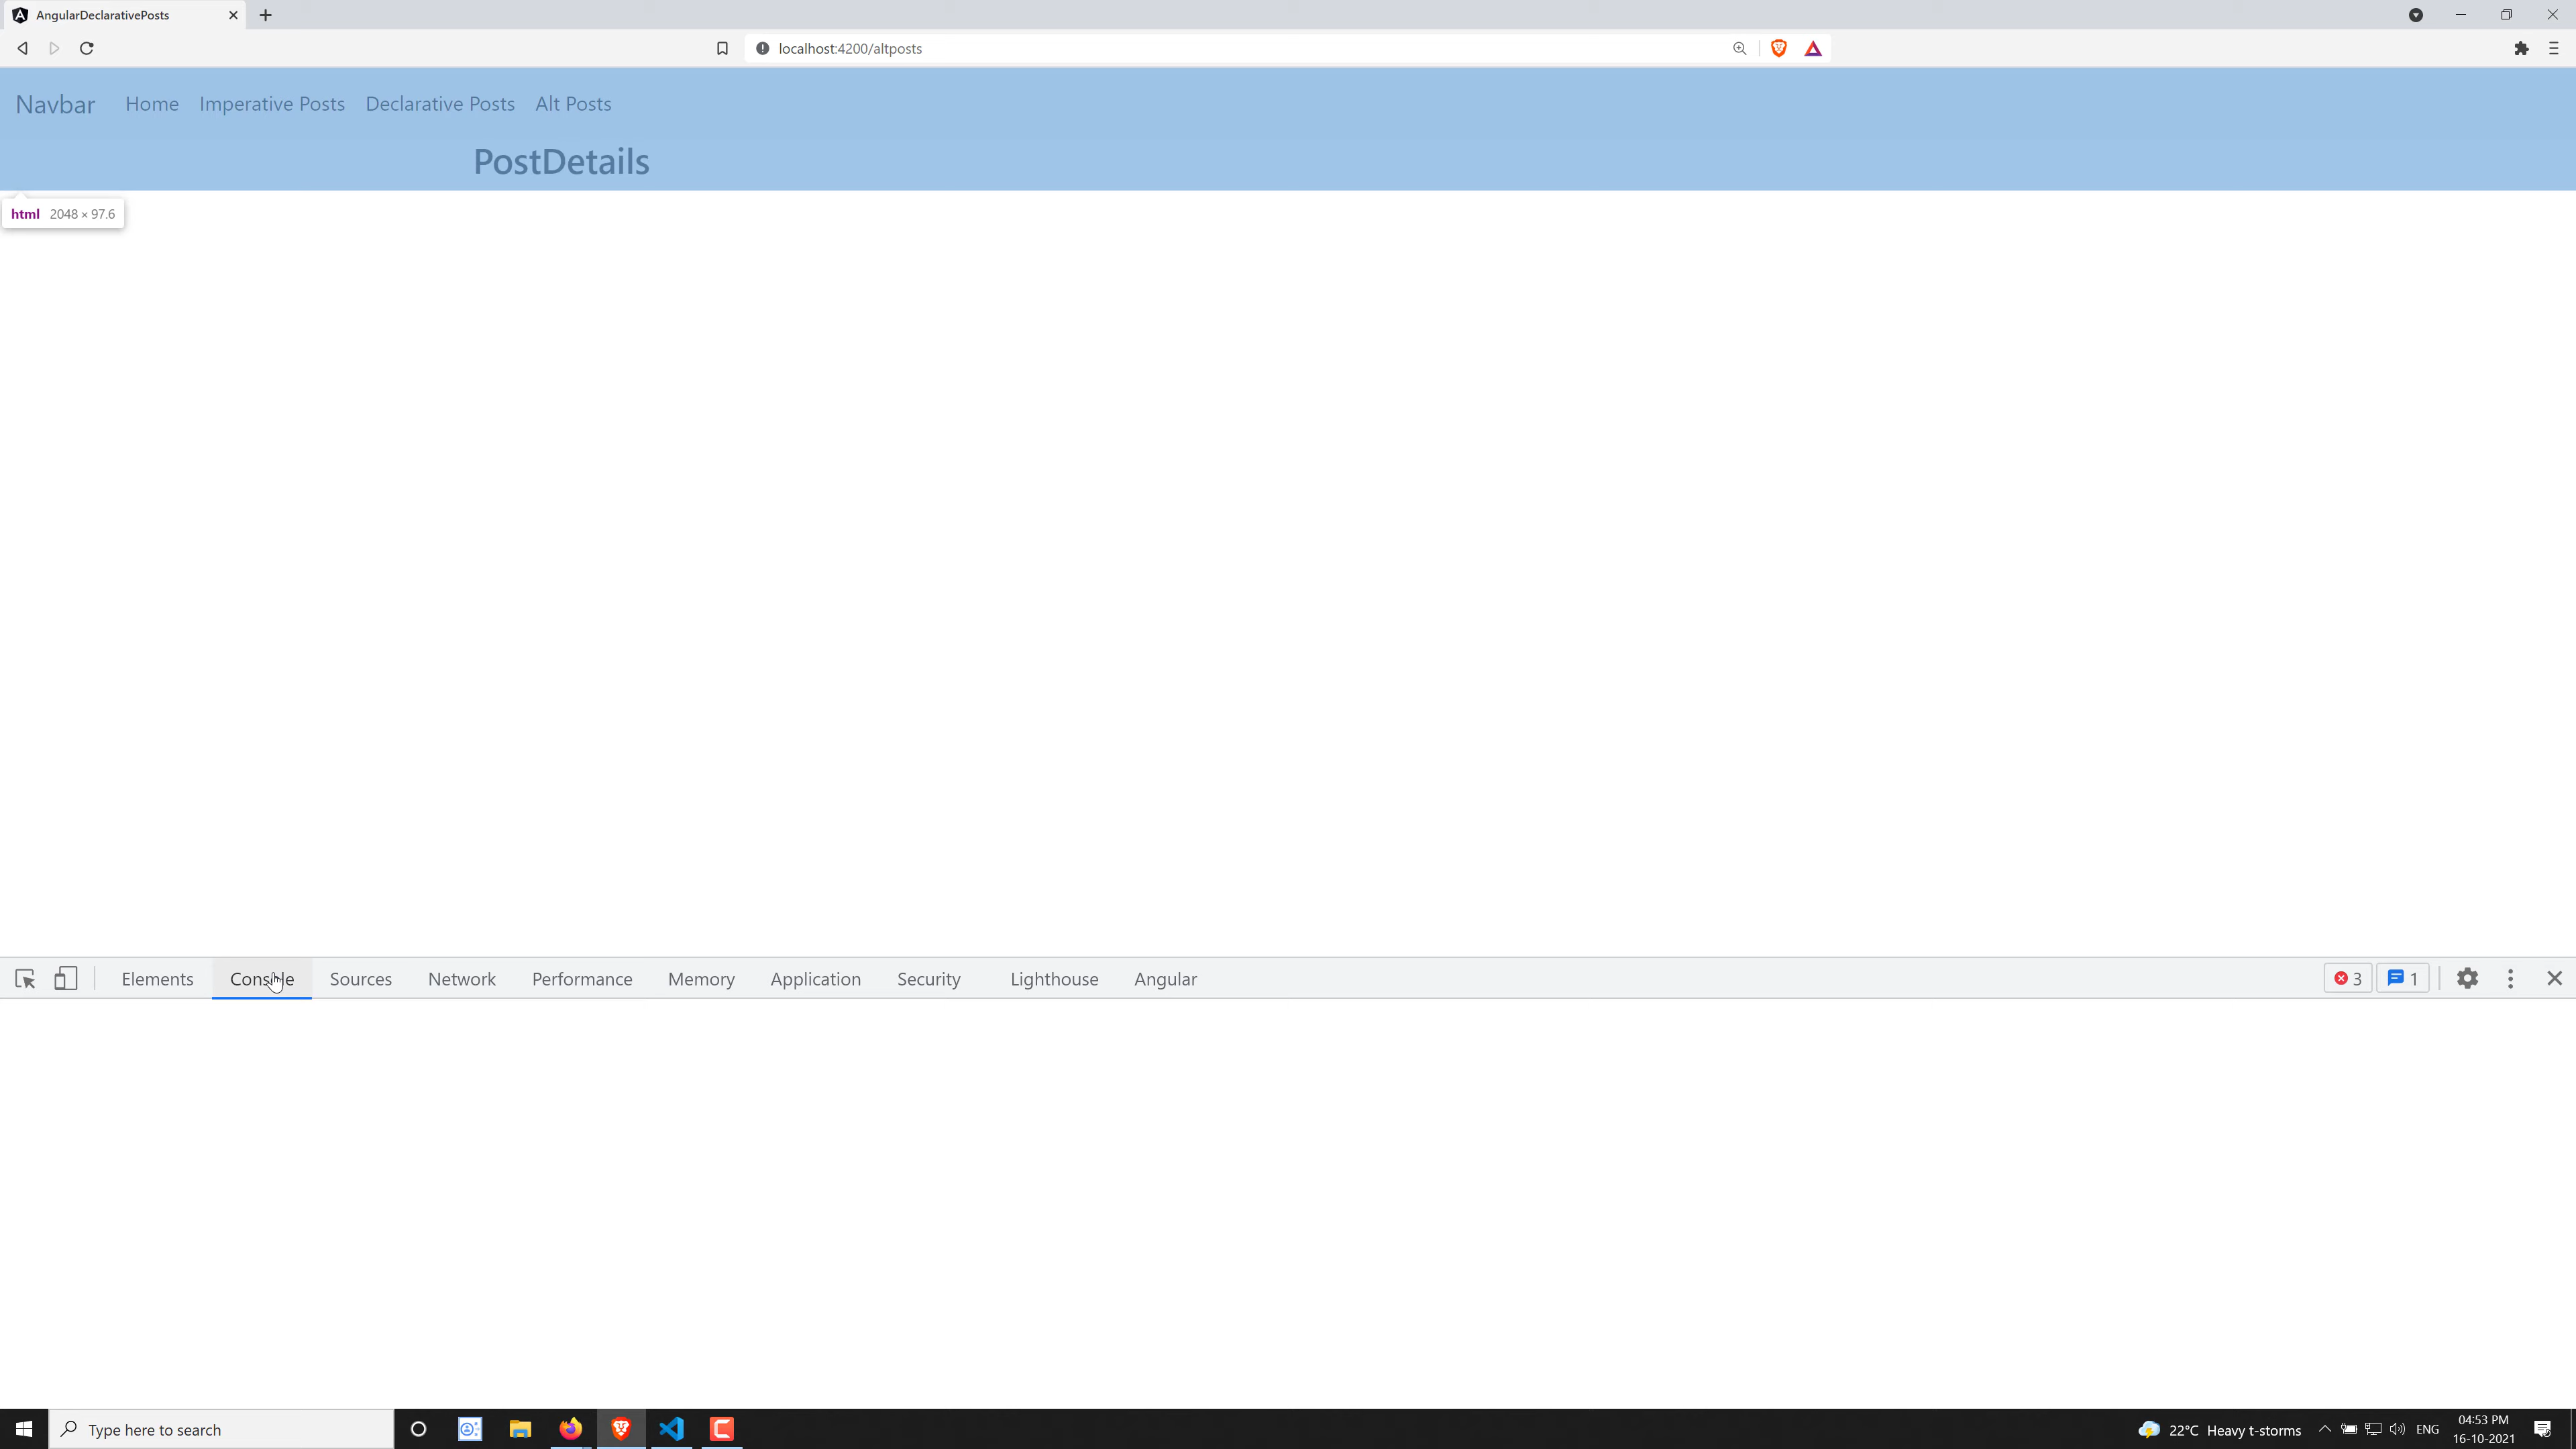 AngularDeclarativePosts
localhost:4200/altposts
Navbar Home Imperative Posts Declarative Posts Alt Posts
PostDetails
html 2048 × 97.6
Elements Console Sources Network Performance Memory Application Security Lighthouse Angular 3 1
Type here to search 22°C Heavy t-storms ENG 04:53 PM
16-10-2021